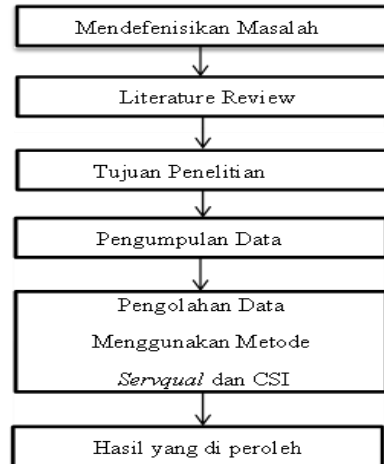 Mendefenisikan Masalah
Literature Review
Tujuan Penelitian
Pengumpulan Data
Pengolahan Data
Menggunakan Metode
Servqual dan CSI
Hasil yang di peroleh